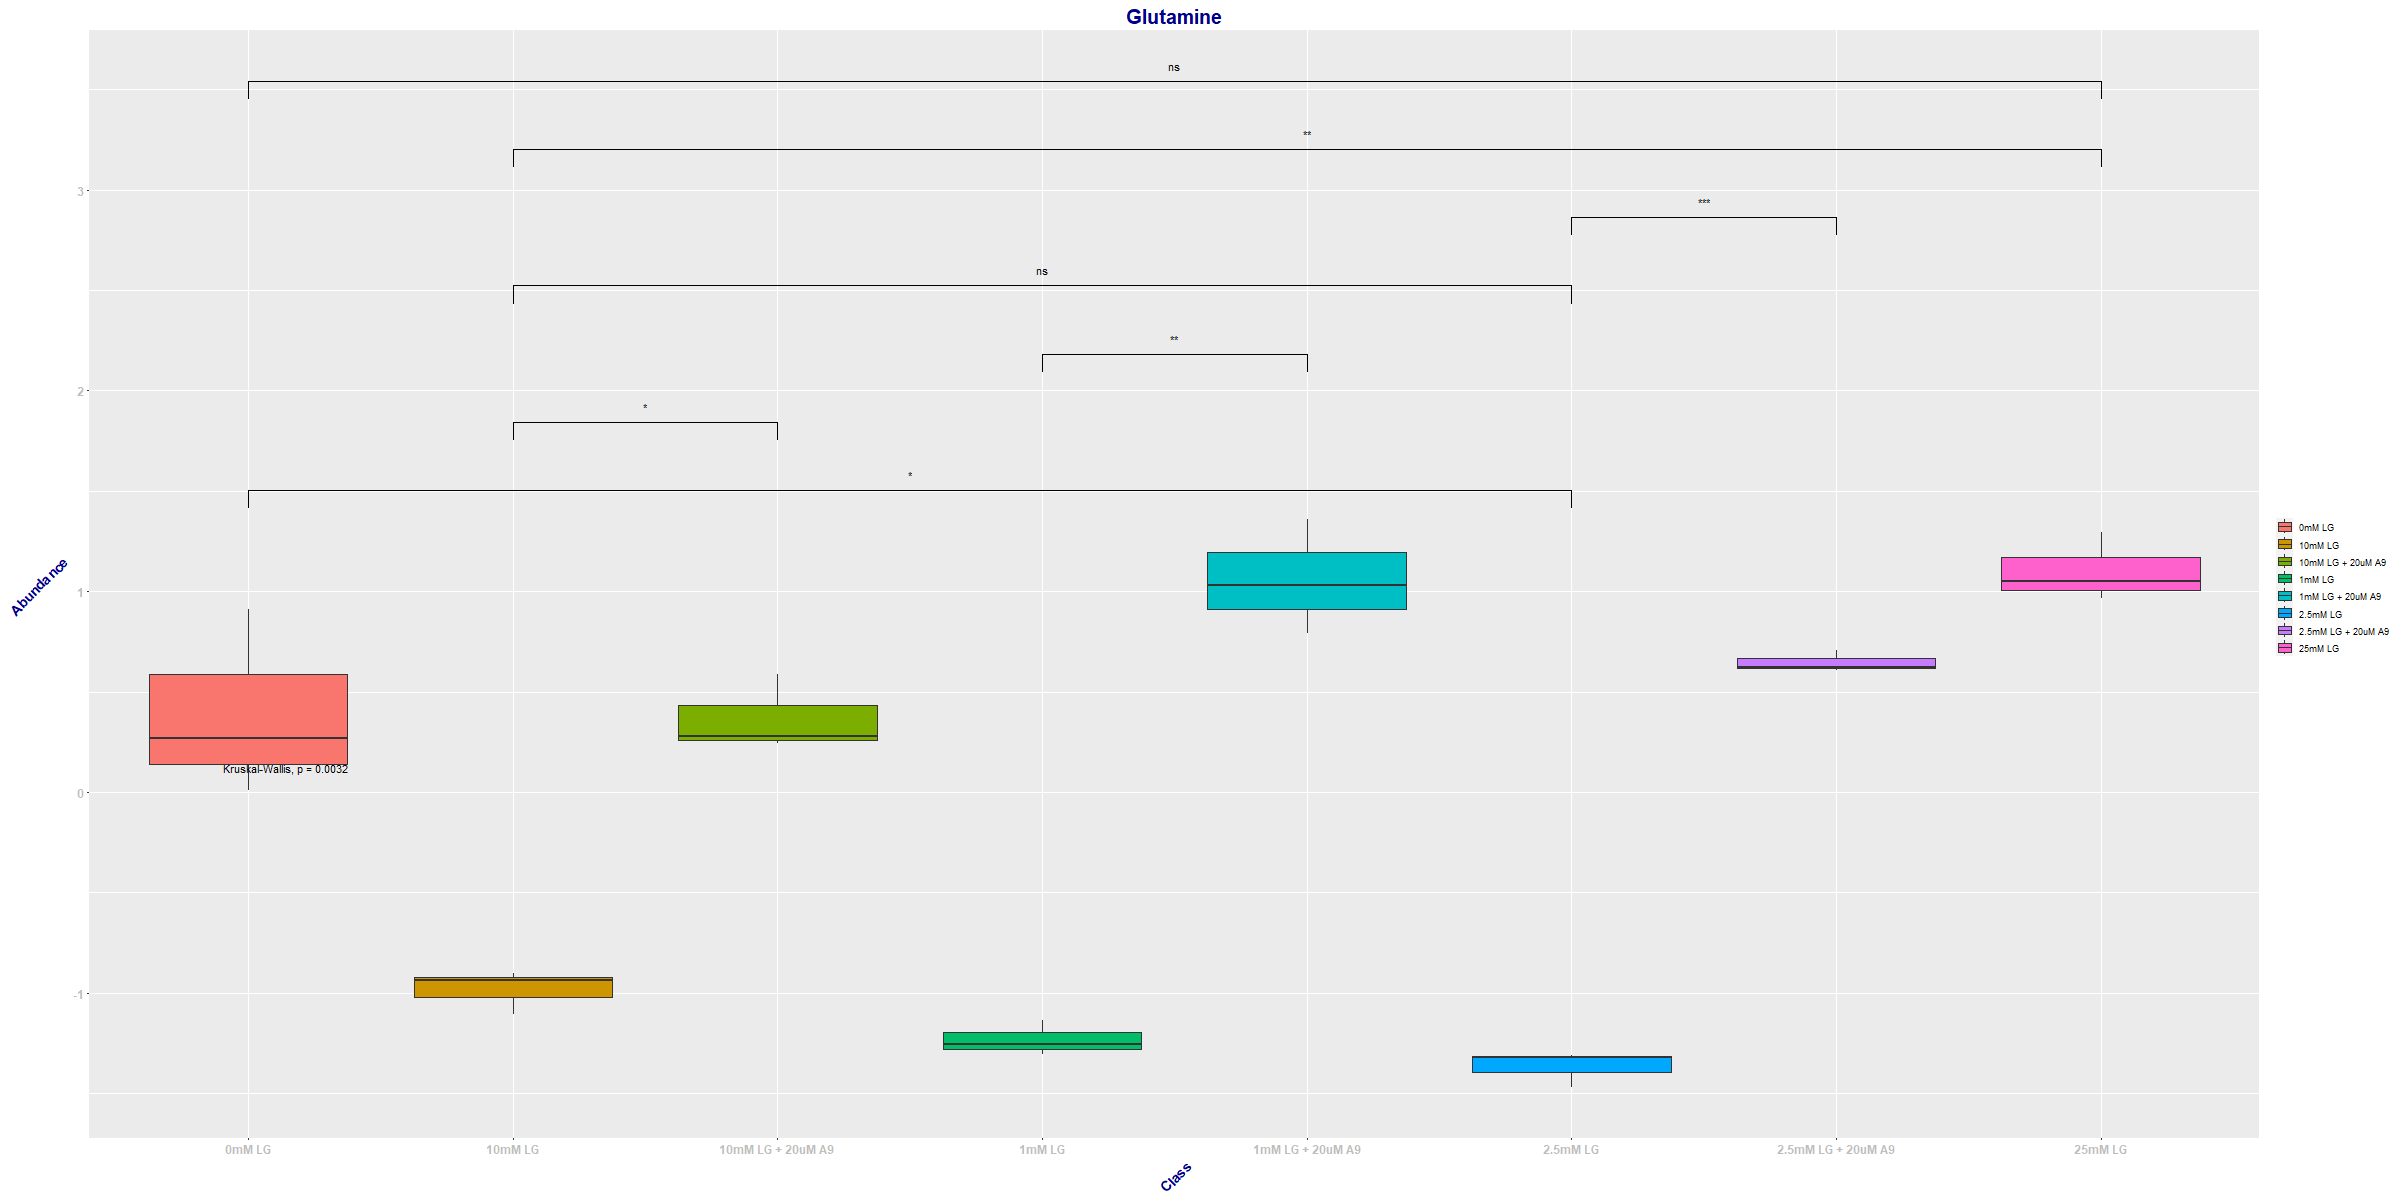 Glutamine
ns
**
***
ns
**
*
*
3
2
1
0
-1
Abundance
Kruskal-Wallis, p = 0.0032
0mM LG
10mM LG
10mM LG + 20uM A9
1mM LG
1mM LG + 20uM A9
2.5mM LG
2.5mM LG + 20uM A9
25mM LG
Class
0mM LG
10mM LG
10mM LG + 20uM A9
1mM LG
1mM LG + 20uM A9
2.5mM LG
2.5mM LG + 20uM A9
25mM LG